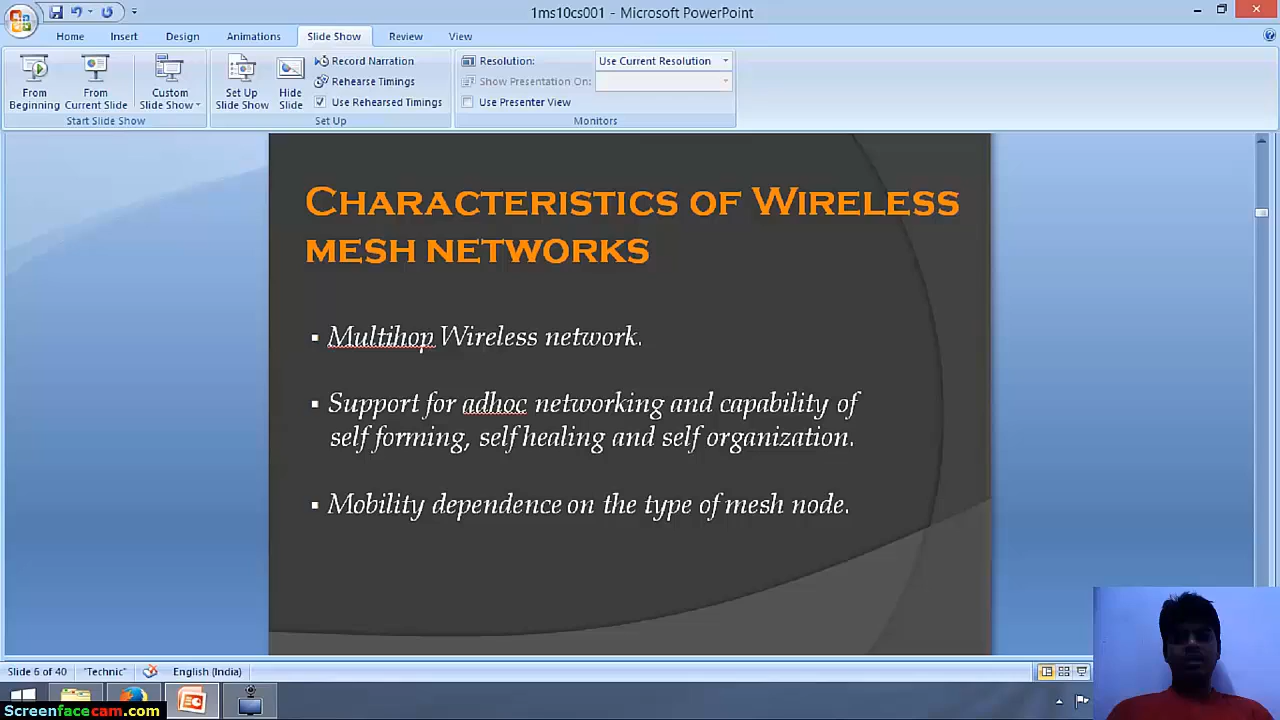 1ms10cs001 - Microsoft PowerPoint
Home Insert Design Animations Slide Show Review View
Record Narration
Rehearse Timings
Use Rehearsed Timings
From Beginning
From Current Slide
Custom Slide Show
Set Up Slide Show
Hide Slide
Resolution: Use Current Resolution
Show Presentation On:
Use Presenter View
Start Slide Show Set Up Monitors
Characteristics of Wireless
mesh networks
▪ Multihop Wireless network.
▪ Support for adhoc networking and capability of
self forming, self healing and self organization.
▪ Mobility dependence on the type of mesh node.
Slide 6 of 40 "Technic" English (India)
Screenfacecam.com